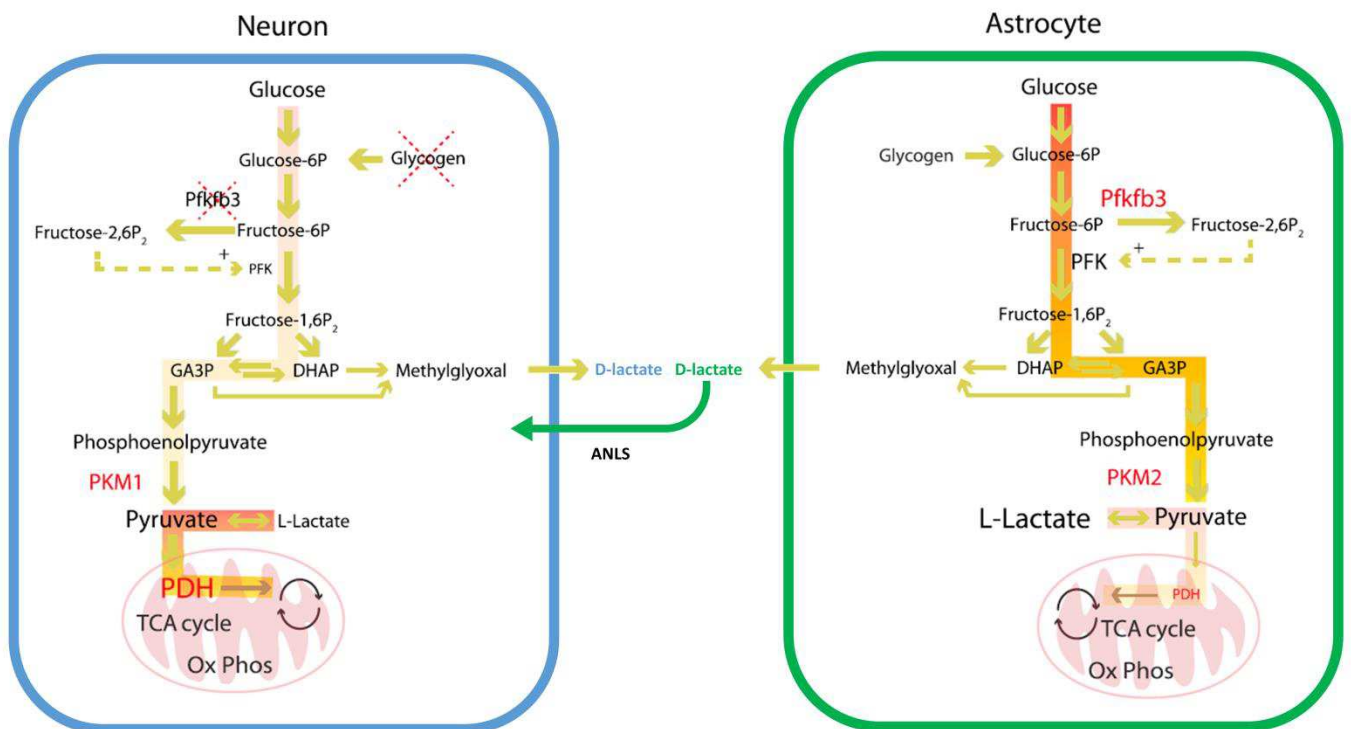 Neuron
Glucose
Glucose-6P
Glycogen
Pfkfb3
Fructose-2,6P₂
Fructose-6P
+
PFK
Fructose-1,6P₂
GA3P
DHAP
Methylglyoxal
Phosphoenolpyruvate
PKM1
Pyruvate
L-Lactate
PDH
TCA cycle
Ox Phos
D-lactate D-lactate
ANLS
Astrocyte
Glucose
Glycogen
Glucose-6P
Pfkfb3
Fructose-6P
Fructose-2,6P₂
+
PFK
Fructose-1,6P₂
Methylglyoxal
DHAP
GA3P
Phosphoenolpyruvate
PKM2
L-Lactate
Pyruvate
PDH
TCA cycle
Ox Phos